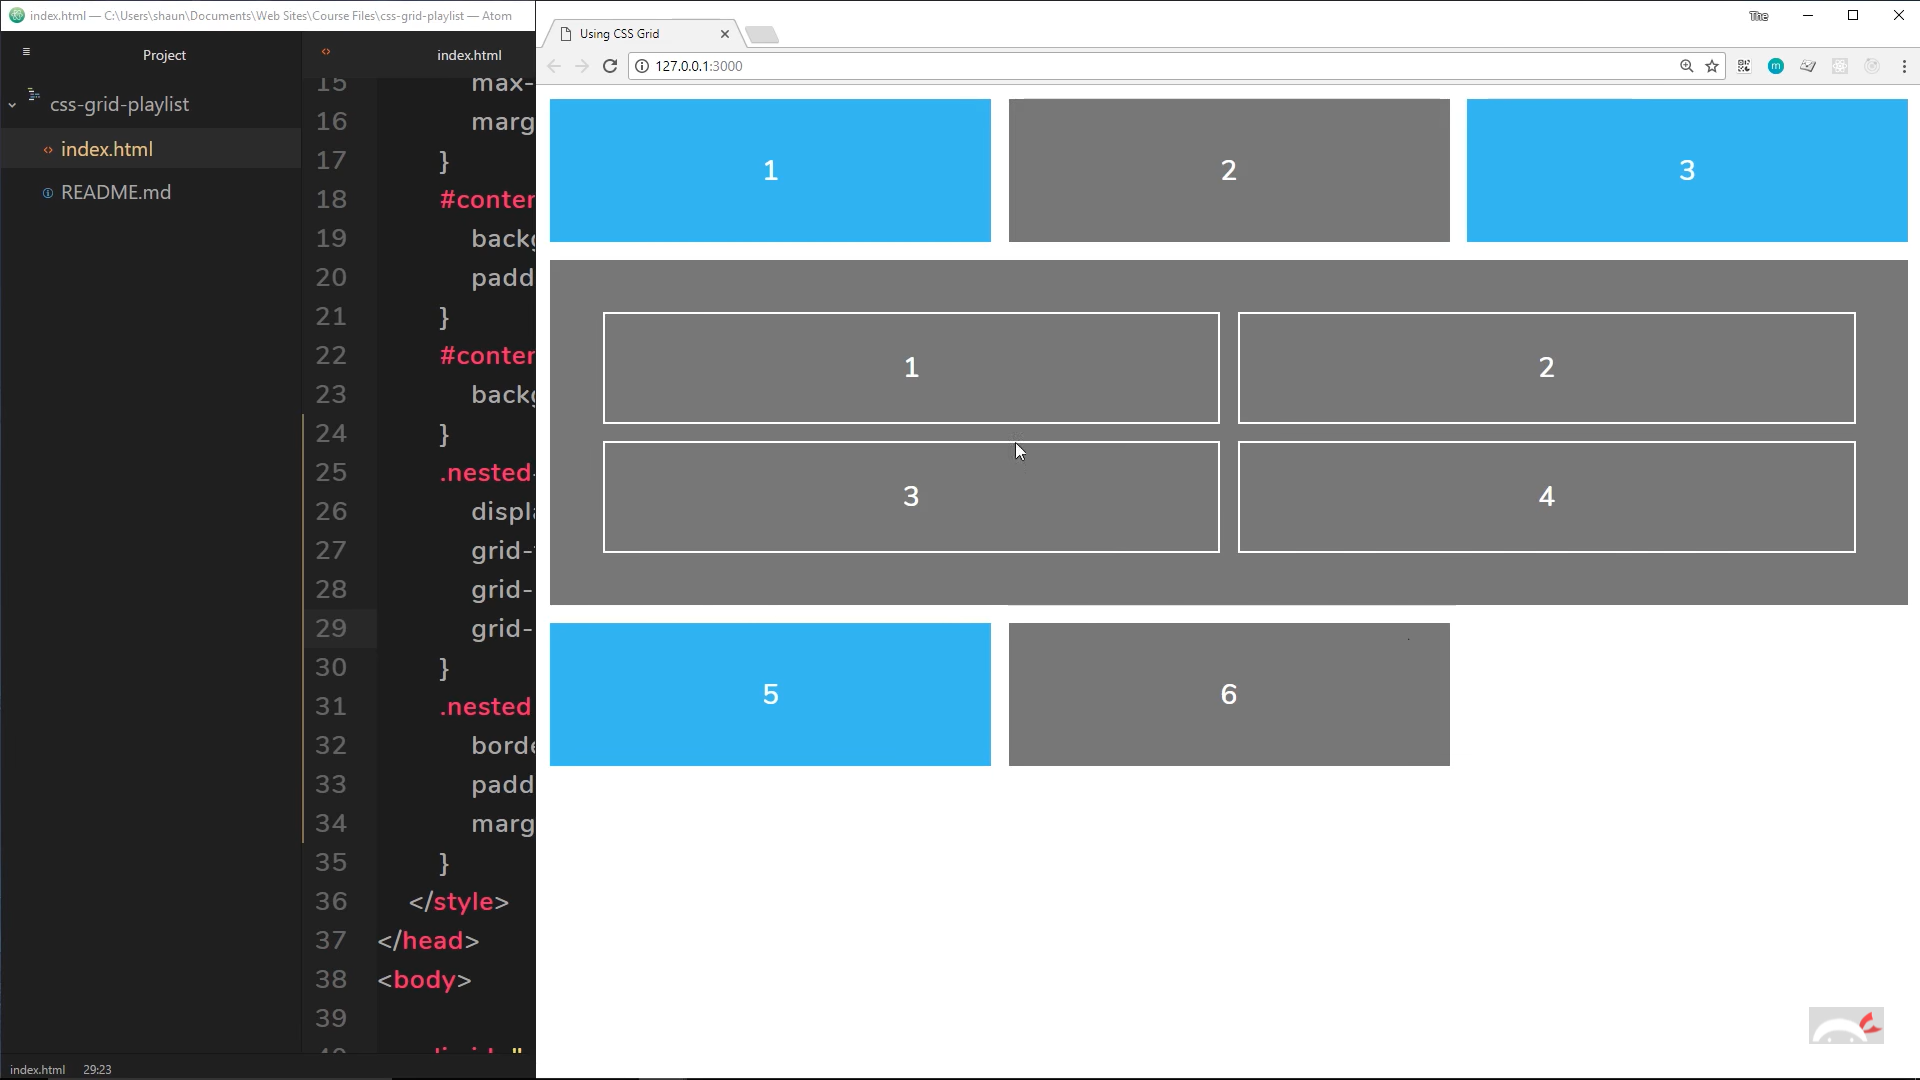 index.html — C:\Users\shaun\Documents\Web Sites\Course Files\css-grid-playlist — Atom
Project
css-grid-playlist
index.html
README.md
index.html
15 max-
16 marg
17 }
18 #conten
19 backg
20 padd
21 }
22 #conten
23 backg
24 }
25 .nested-
26 displa
27 grid-
28 grid-
29 grid-
30 }
31 .nested
32 borde
33 padd
34 marg
35 }
36 </style>
37 </head>
38 <body>
39
index.html 29:23
Using CSS Grid
The
127.0.0.1:3000
m
1 2 3
1 2
3 4
5 6